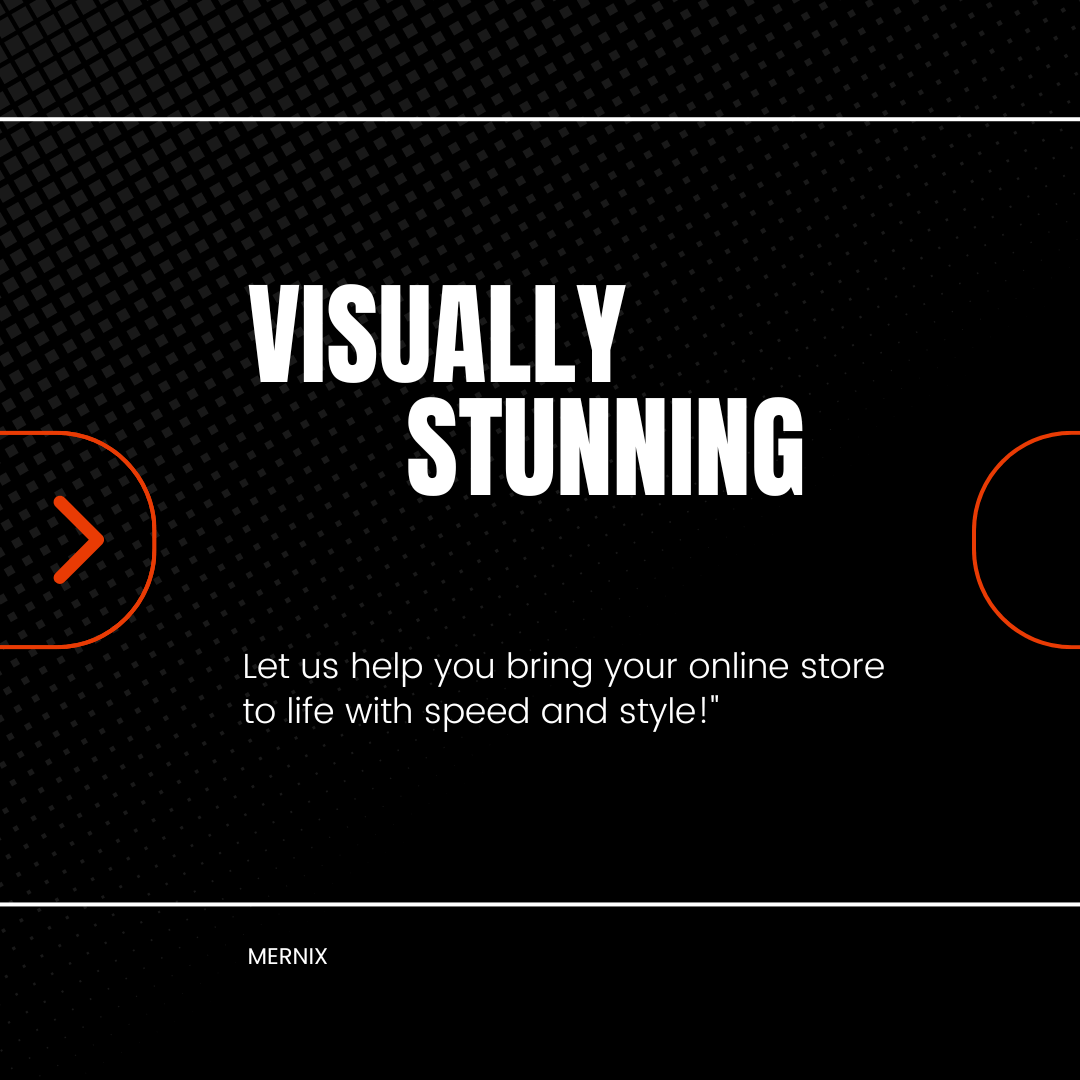 VISUALLY
STUNNING
Let us help you bring your online store
to life with speed and style!"
MERNIX